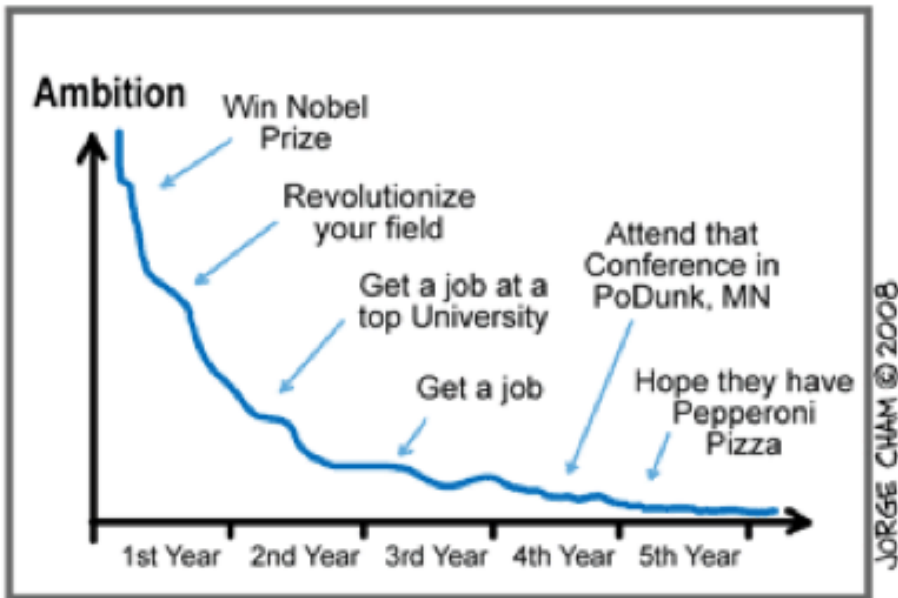 Ambition
Win Nobel
Prize
Revolutionize
your field
Get a job at a
top University
Get a job
Attend that
Conference in
PoDunk, MN
Hope they have
Pepperoni
Pizza
1st Year
2nd Year
3rd Year
4th Year
5th Year
JORGE CHAM © 2008